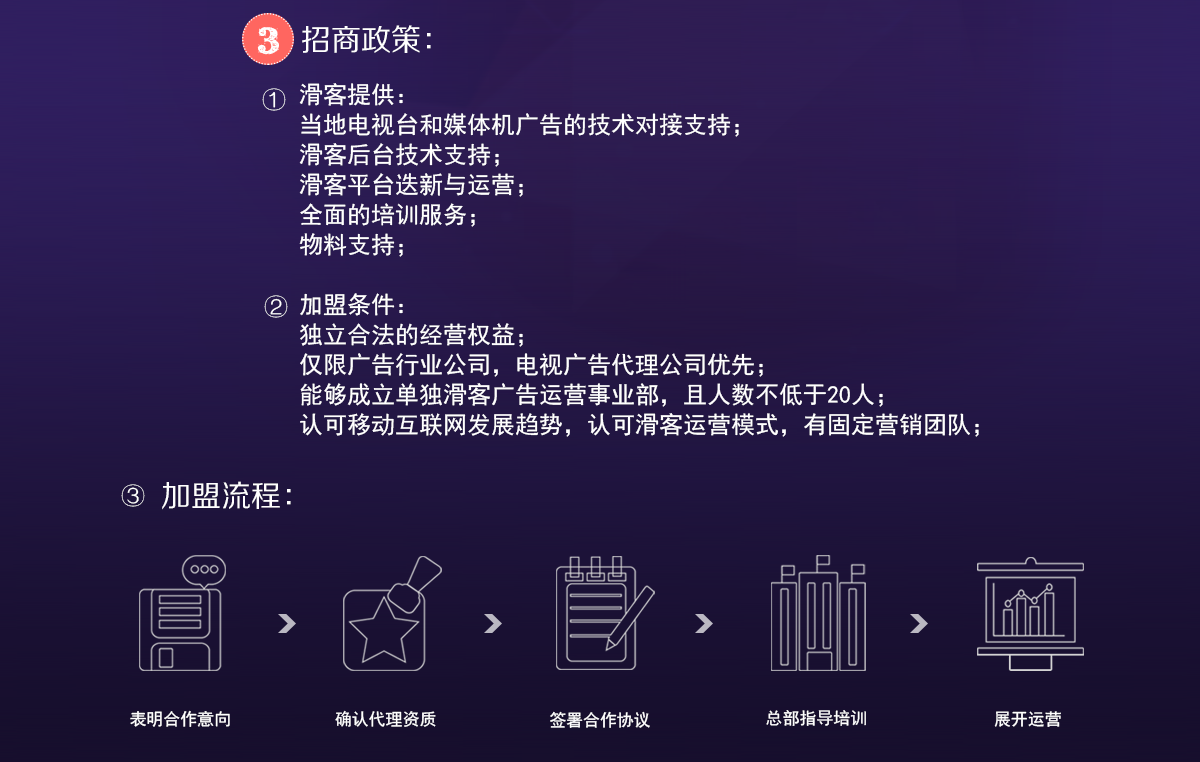 3 招商政策：
① 滑客提供：
当地电视台和媒体机广告的技术对接支持；
滑客后台技术支持；
滑客平台迭新与运营；
全面的培训服务；
物料支持；
② 加盟条件：
独立合法的经营权益；
仅限广告行业公司，电视广告代理公司优先；
能够成立单独滑客广告运营事业部，且人数不低于20人；
认可移动互联网发展趋势，认可滑客运营模式，有固定营销团队；
③ 加盟流程：
表明合作意向
确认代理资质
签署合作协议
总部指导培训
展开运营